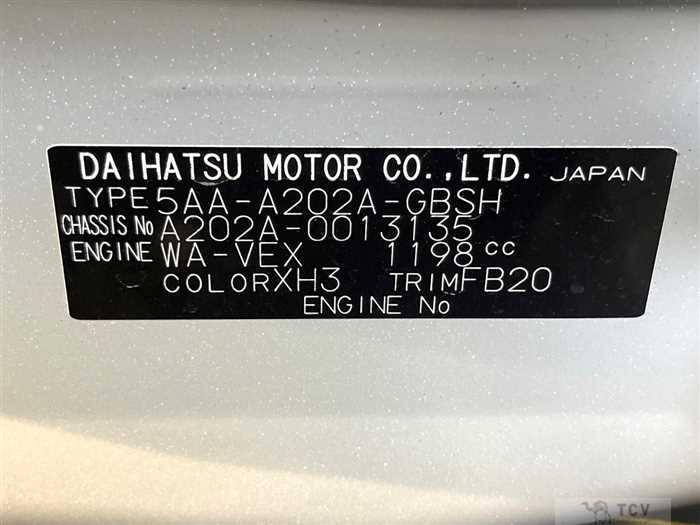 DAIHATSU MOTOR CO.,LTD. JAPAN
TYPE 5AA-A202A-GBSH
CHASSIS No A202A-0013135
ENGINE WA-VEX 1198 cc
COLOR XH3 TRIM FB20
ENGINE No
TCV